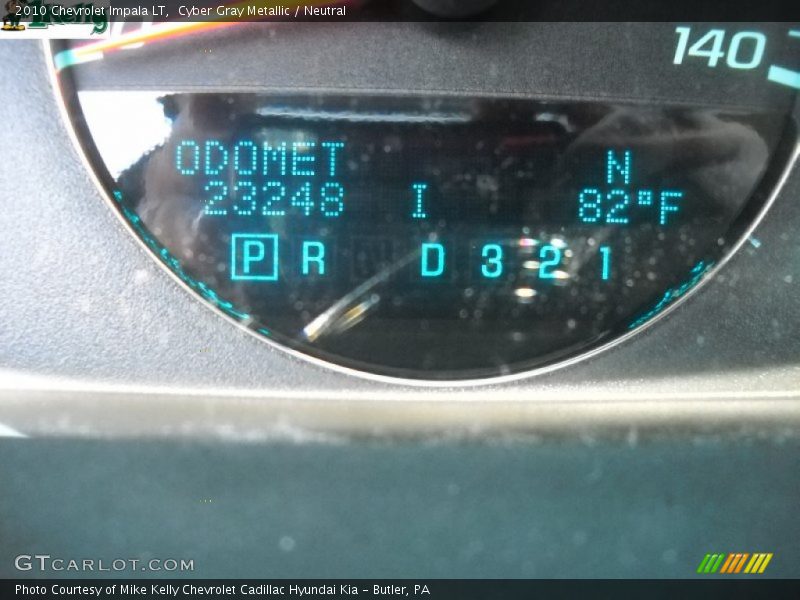 2010 Chevrolet Impala LT, Cyber Gray Metallic / Neutral
140
ODOMET N
23248 I 82°F
P R D 3 2 1
GTCARLOT.COM
Photo Courtesy of Mike Kelly Chevrolet Cadillac Hyundai Kia – Butler, PA